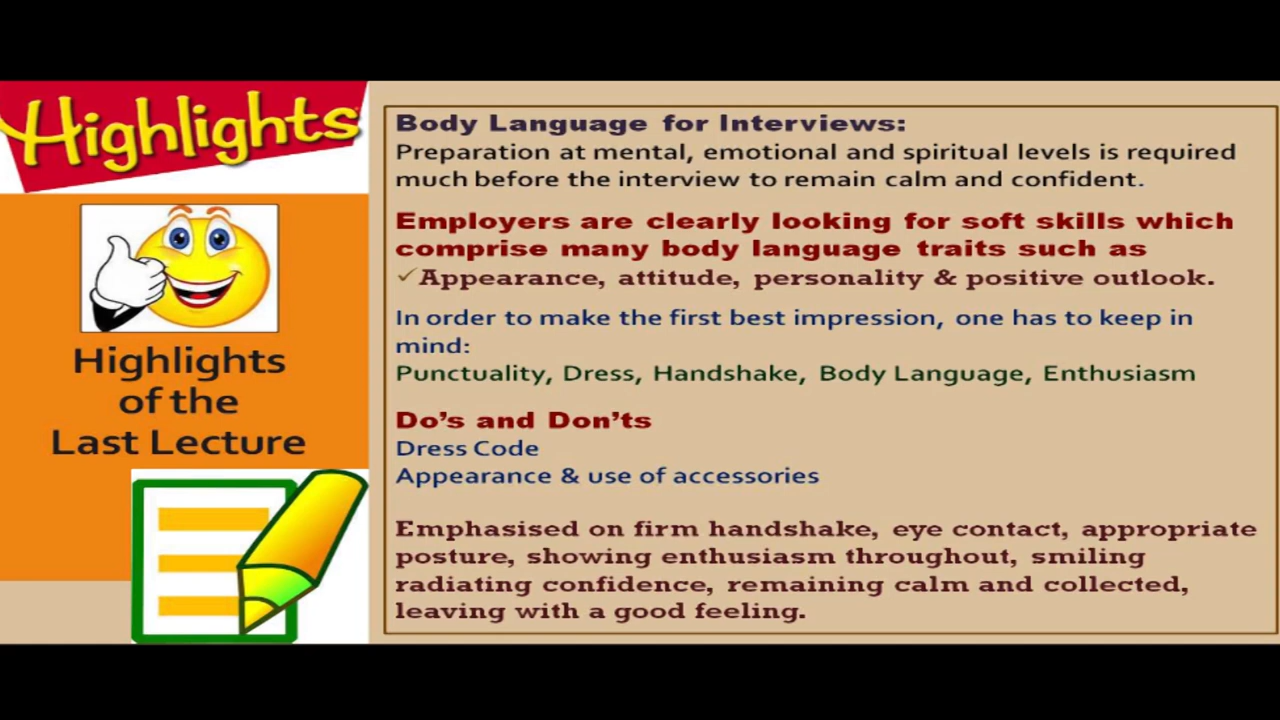 Highlights
Highlights
of the
Last Lecture
Body Language for Interviews:
Preparation at mental, emotional and spiritual levels is required
much before the interview to remain calm and confident.
Employers are clearly looking for soft skills which
comprise many body language traits such as
✓Appearance, attitude, personality & positive outlook.
In order to make the first best impression, one has to keep in
mind:
Punctuality, Dress, Handshake, Body Language, Enthusiasm
Do’s and Don’ts
Dress Code
Appearance & use of accessories
Emphasised on firm handshake, eye contact, appropriate
posture, showing enthusiasm throughout, smiling
radiating confidence, remaining calm and collected,
leaving with a good feeling.